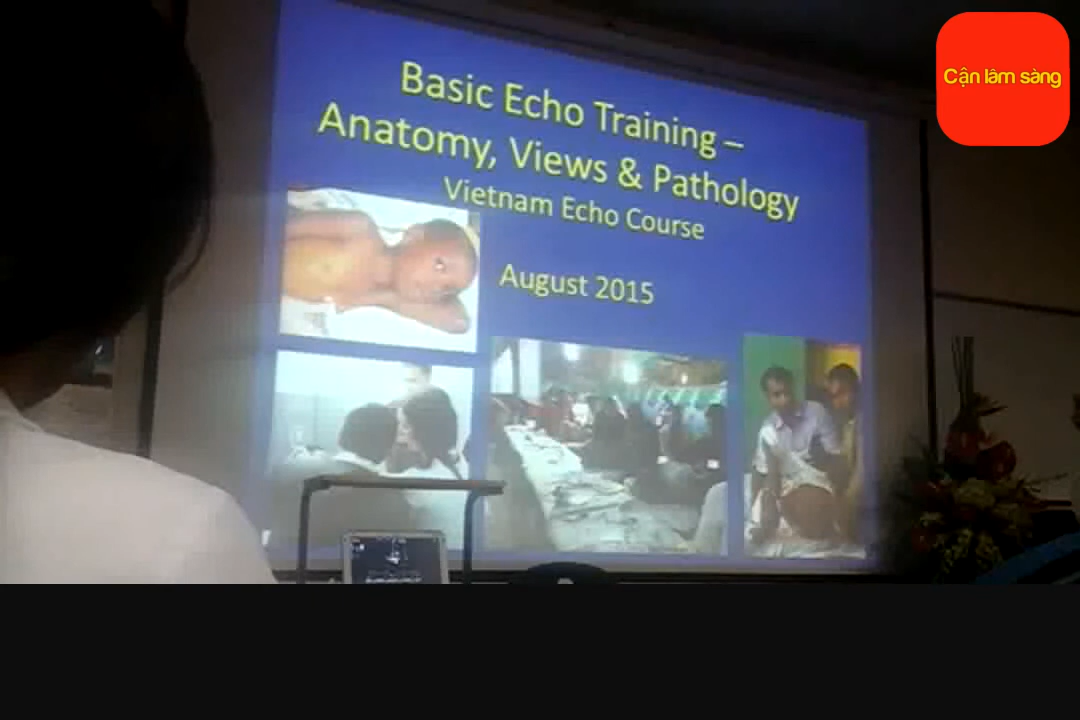 Basic Echo Training –
Anatomy, Views & Pathology
Vietnam Echo Course
August 2015
Cận lâm sàng